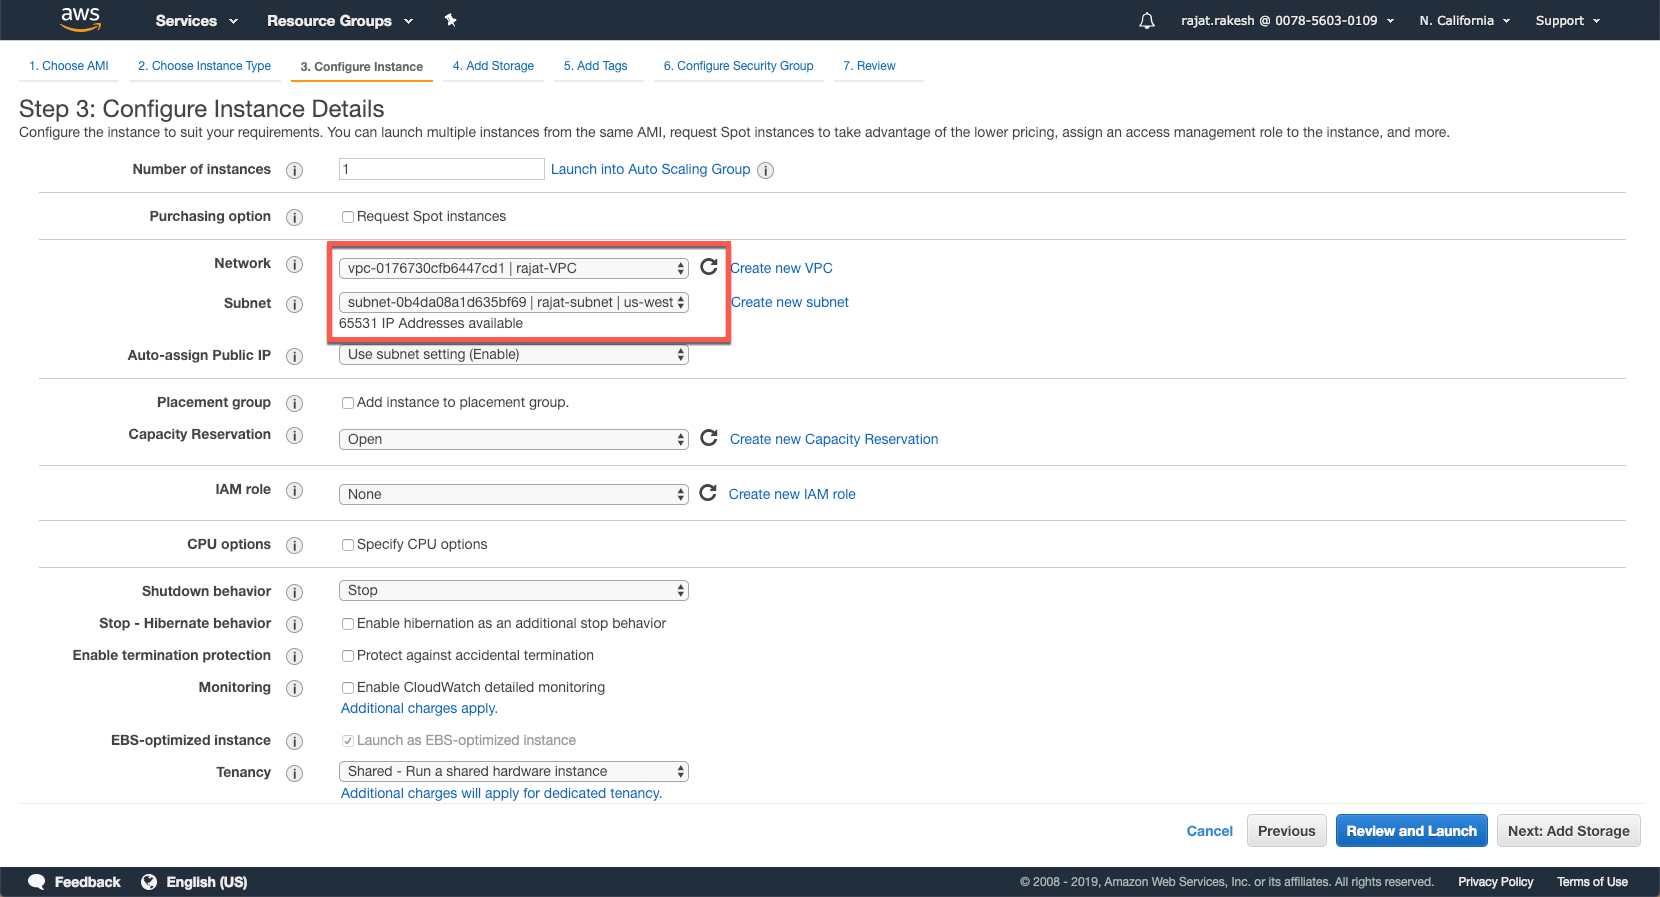 aws Services Resource Groups rajat.rakesh @ 0078-5603-0109 N. California Support
1. Choose AMI 2. Choose Instance Type 3. Configure Instance 4. Add Storage 5. Add Tags 6. Configure Security Group 7. Review
Step 3: Configure Instance Details
Configure the instance to suit your requirements. You can launch multiple instances from the same AMI, request Spot instances to take advantage of the lower pricing, assign an access management role to the instance, and more.
Number of instances i 1 Launch into Auto Scaling Group i
Purchasing option i Request Spot instances
Network i vpc-0176730cfb6447cd1 | rajat-VPC Create new VPC
Subnet i subnet-0b4da08a1d635bf69 | rajat-subnet | us-west Create new subnet
65531 IP Addresses available
Auto-assign Public IP i Use subnet setting (Enable)
Placement group i Add instance to placement group.
Capacity Reservation i Open Create new Capacity Reservation
IAM role i None Create new IAM role
CPU options i Specify CPU options
Shutdown behavior i Stop
Stop - Hibernate behavior i Enable hibernation as an additional stop behavior
Enable termination protection i Protect against accidental termination
Monitoring i Enable CloudWatch detailed monitoring
Additional charges apply.
EBS-optimized instance i Launch as EBS-optimized instance
Tenancy i Shared - Run a shared hardware instance
Additional charges will apply for dedicated tenancy.
Cancel Previous Review and Launch Next: Add Storage
Feedback English (US) © 2008 - 2019, Amazon Web Services, Inc. or its affiliates. All rights reserved. Privacy Policy Terms of Use